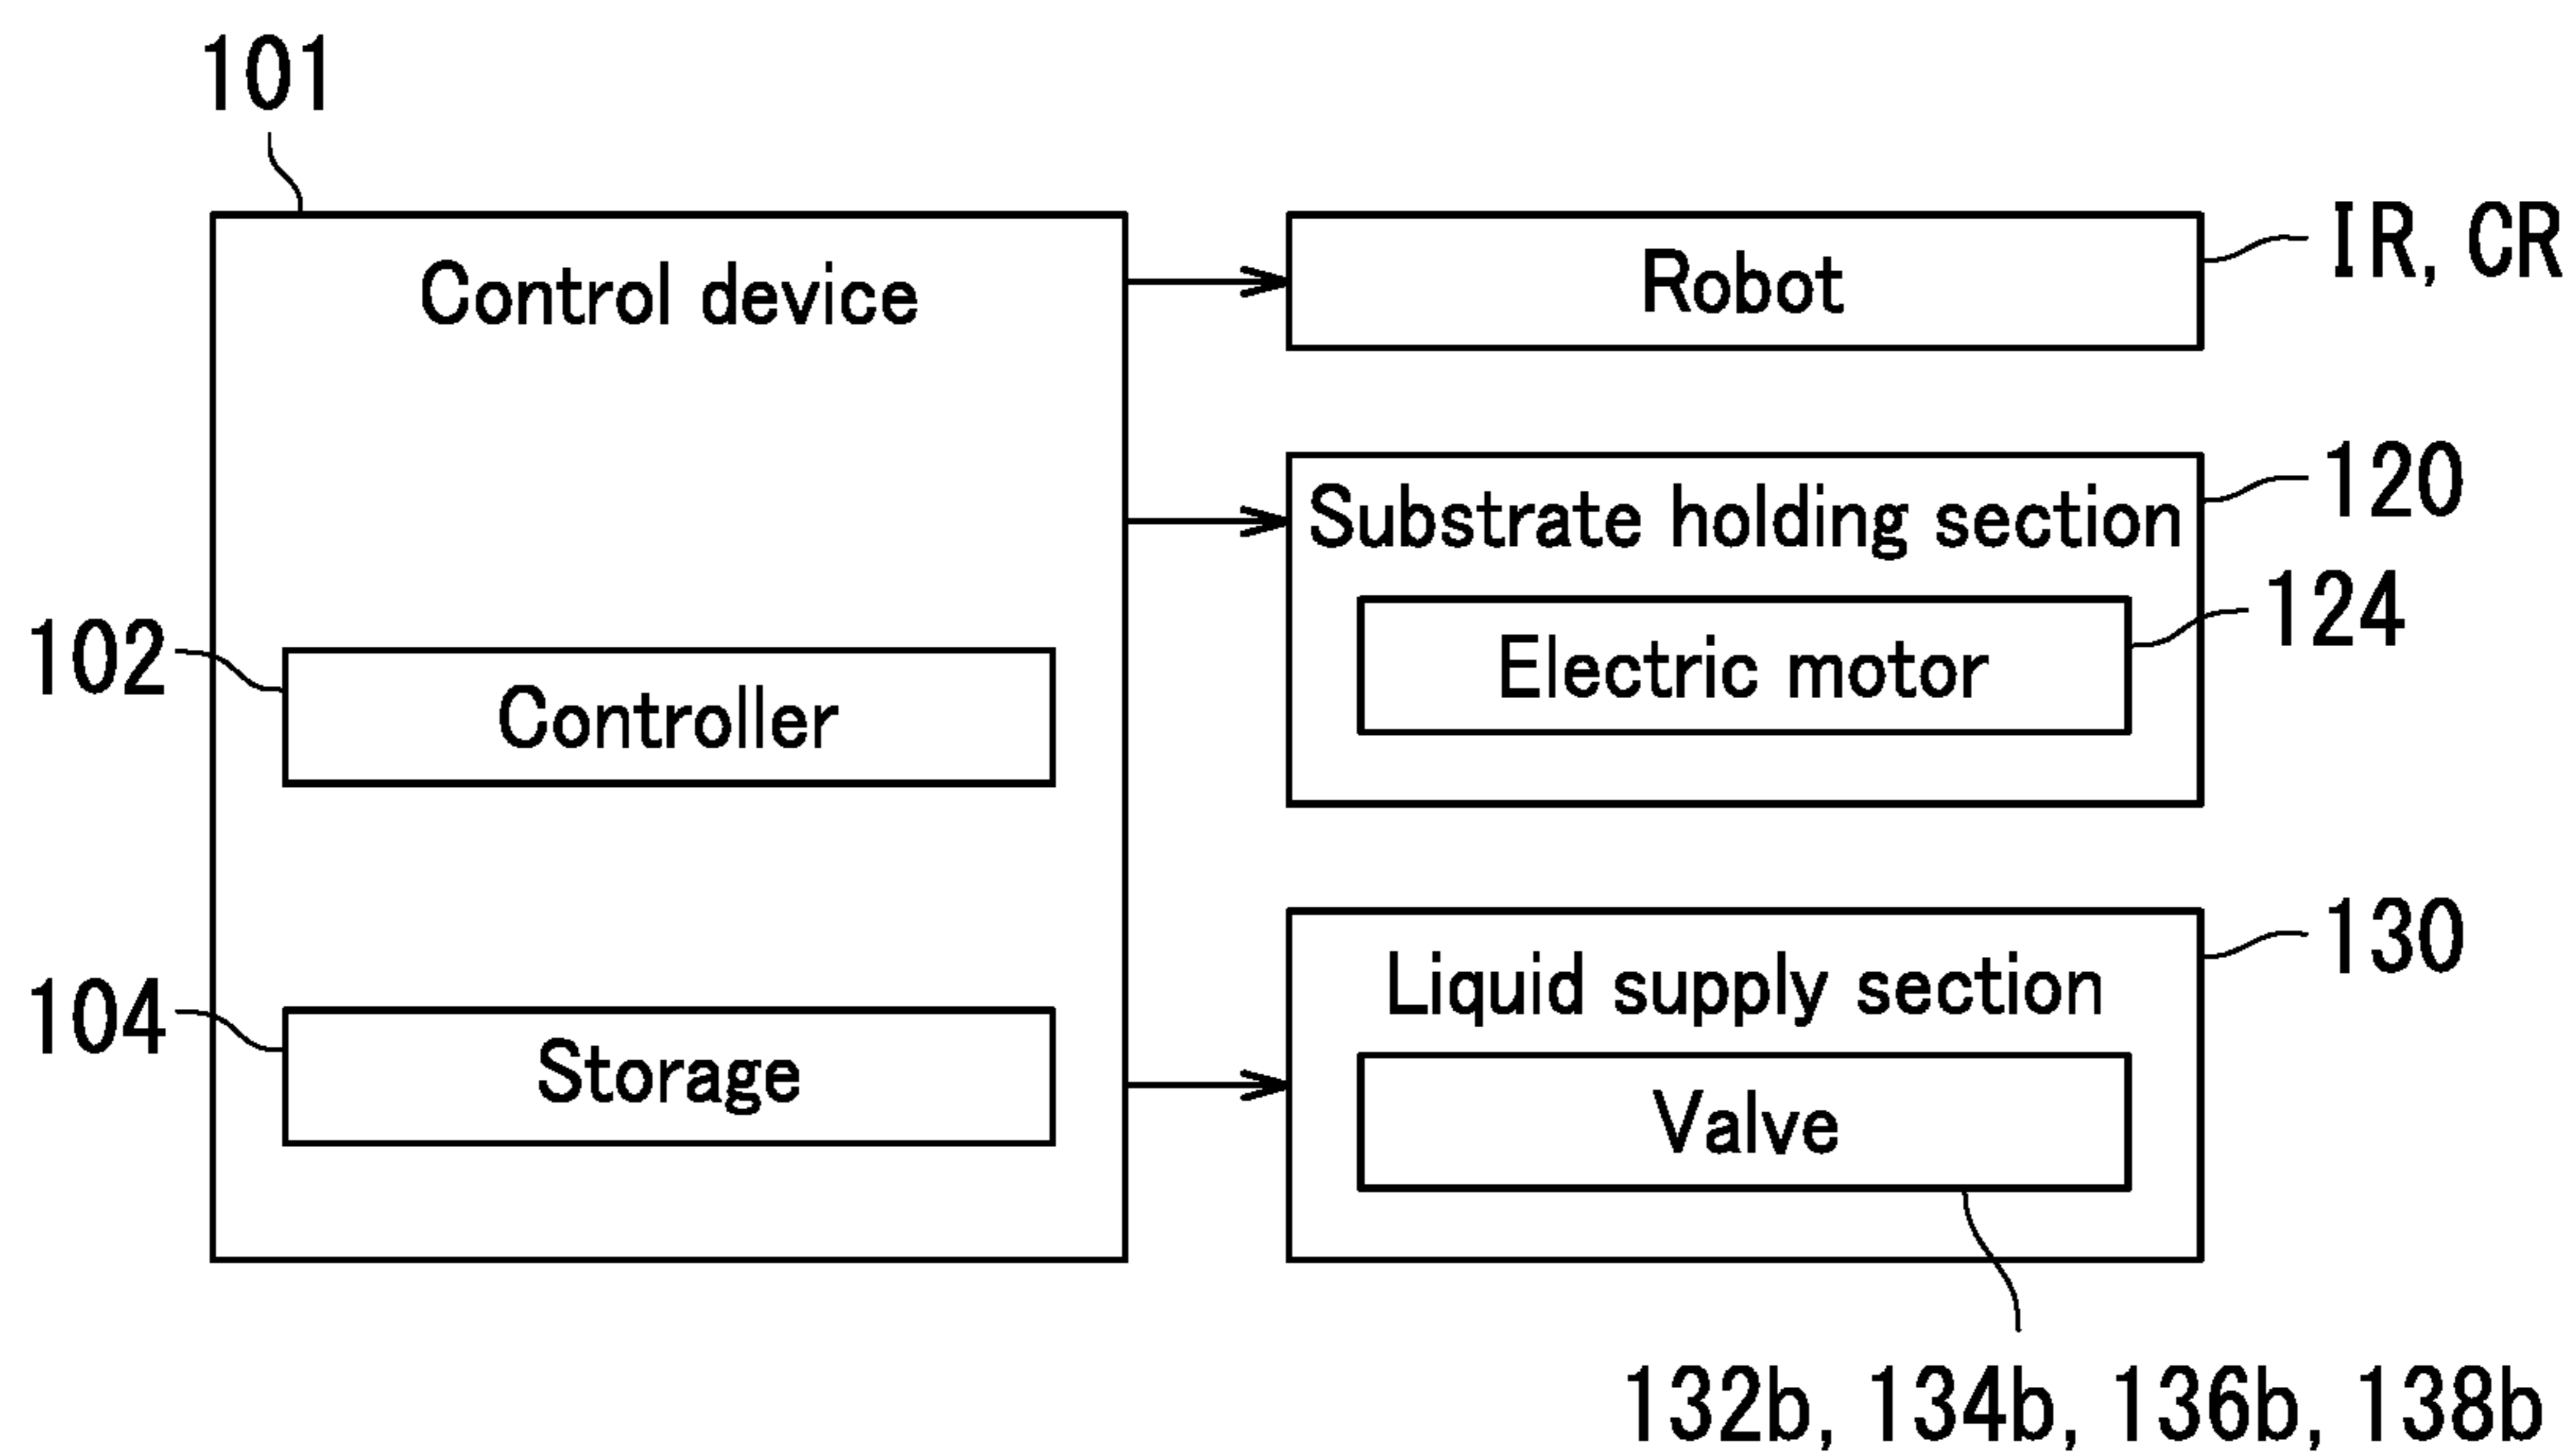 101
Control device
Robot
IR, CR
Substrate holding section
120
Electric motor
124
102
Controller
Liquid supply section
130
104
Storage
Valve
132b, 134b, 136b, 138b